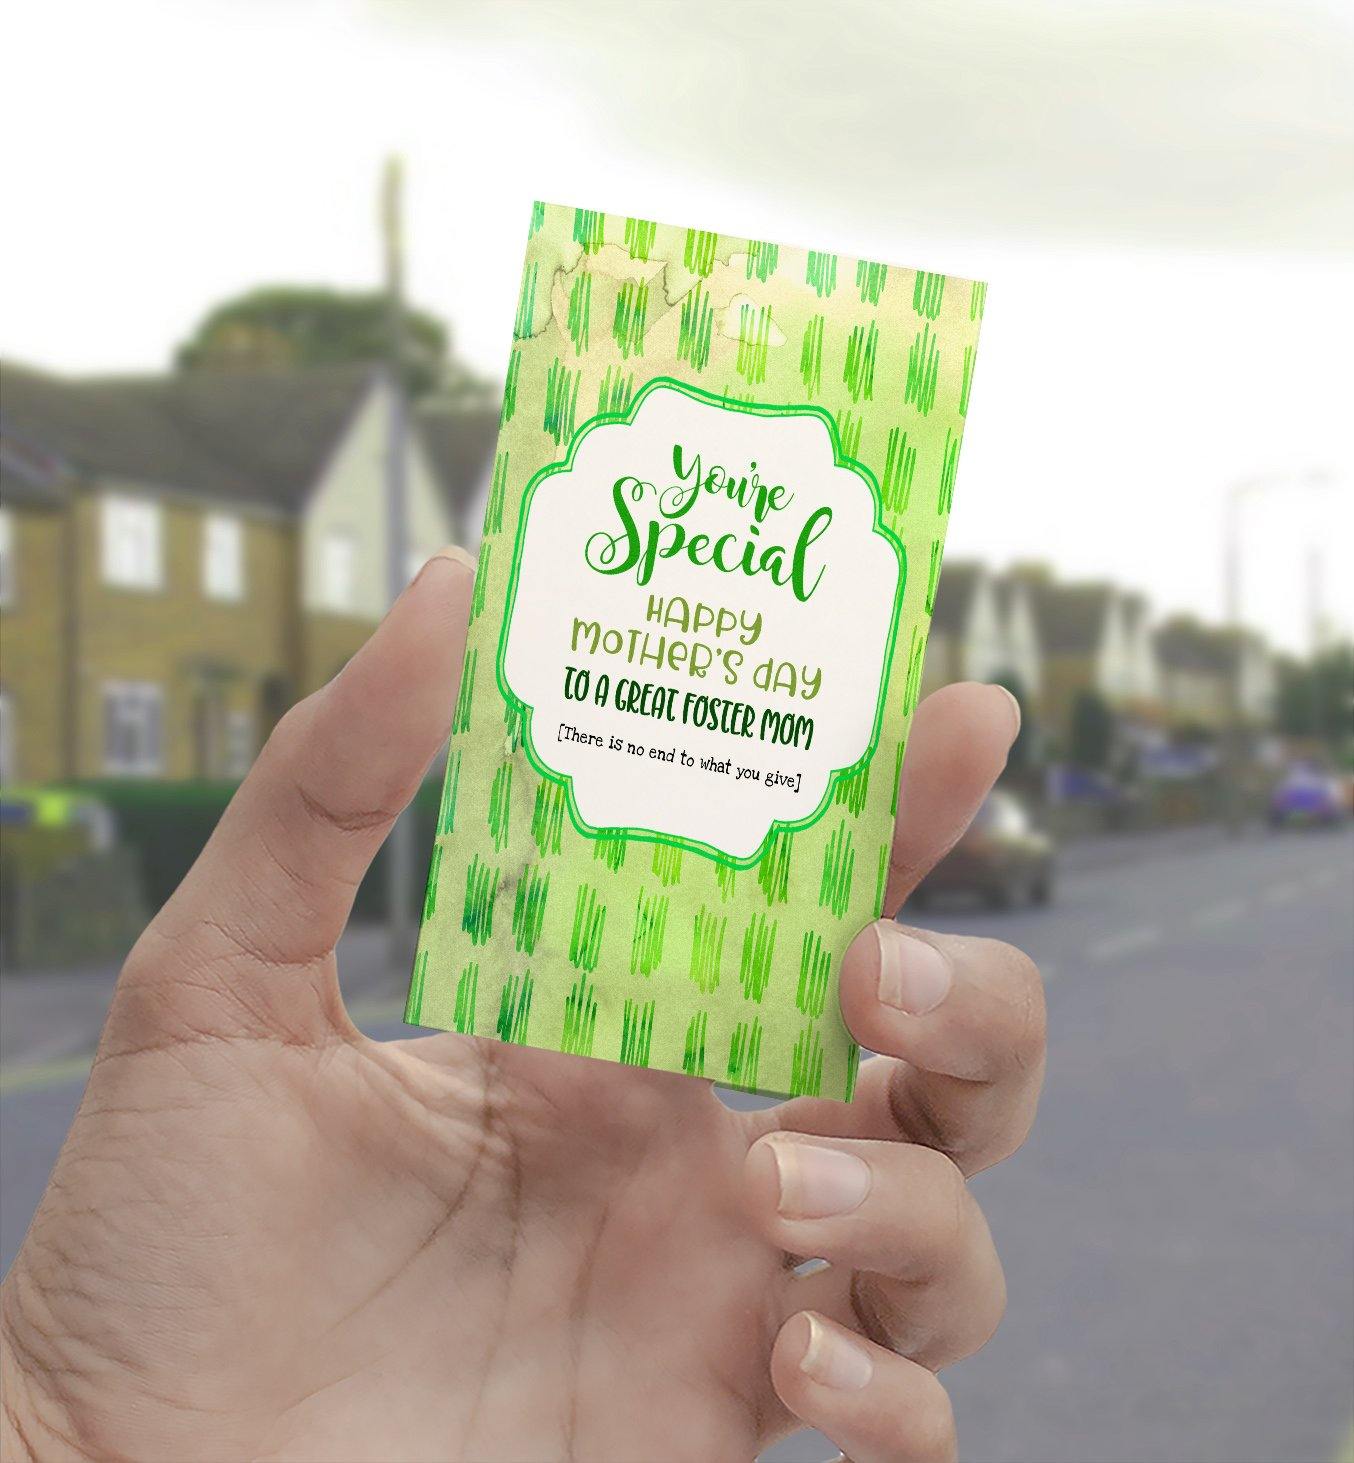 You're
Special
HAPPY
MOTHER'S dAY
TO A GREAT FOSTER MOM
[There is no end to what you give]